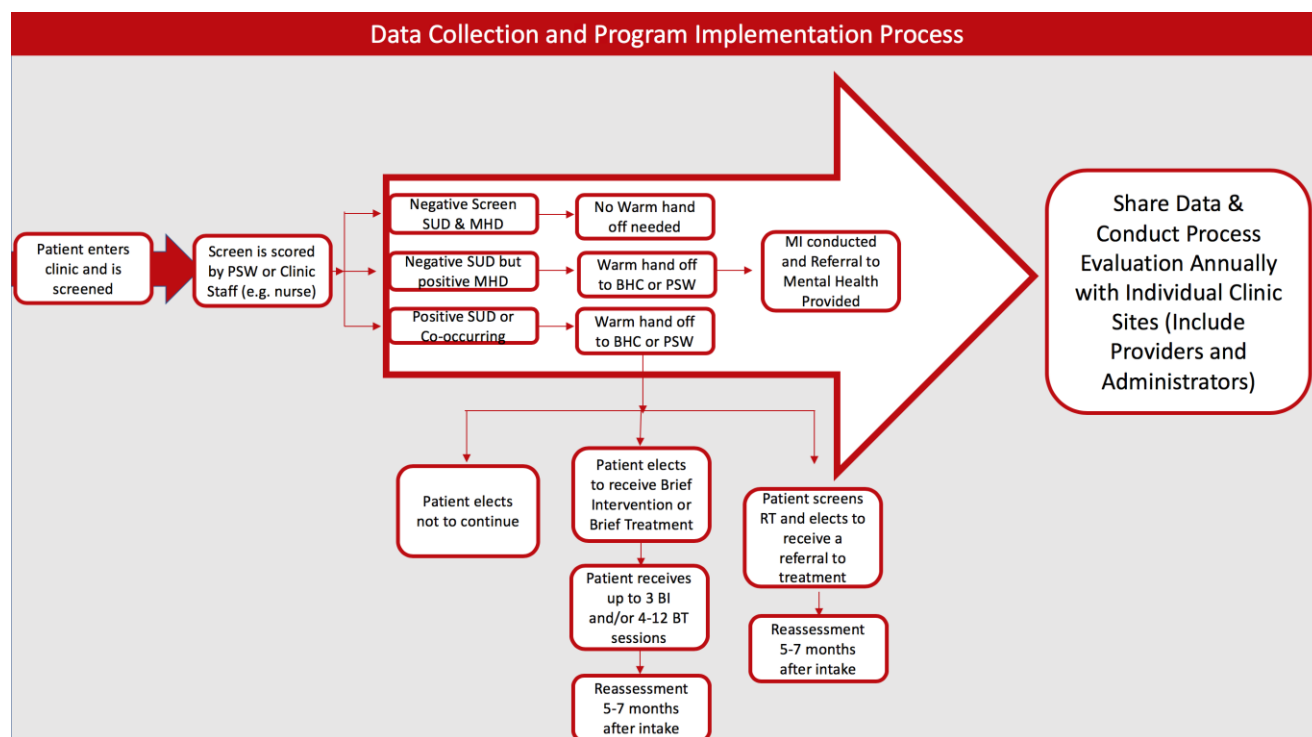 Data Collection and Program Implementation Process
Patient enters
clinic and is
screened
Screen is scored
by PSW or Clinic
Staff (e.g. nurse)
Negative Screen
SUD & MHD
No Warm hand
off needed
Negative SUD but
positive MHD
Warm hand off
to BHC or PSW
MI conducted
and Referral to
Mental Health
Provided
Positive SUD or
Co-occurring
Warm hand off
to BHC or PSW
Share Data &
Conduct Process
Evaluation Annually
with Individual Clinic
Sites (Include
Providers and
Administrators)
Patient elects
not to continue
Patient elects
to receive Brief
Intervention or
Brief Treatment
Patient receives
up to 3 BI
and/or 4-12 BT
sessions
Reassessment
5-7 months
after intake
Patient screens
RT and elects to
receive a
referral to
treatment
Reassessment
5-7 months
after intake